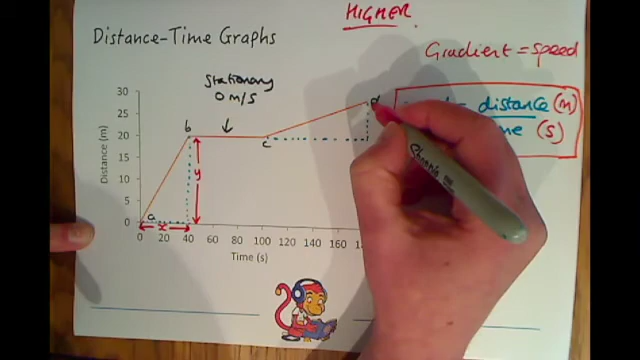 HIGHER
Distance-Time Graphs
Gradient = speed
Stationary
0 m/s
distance (m)
(s)
30
25
20
15
10
5
0
Distance (m)
a
b
c
d
y
x
0
20
40
60
80
100
120
140
160
Time (s)